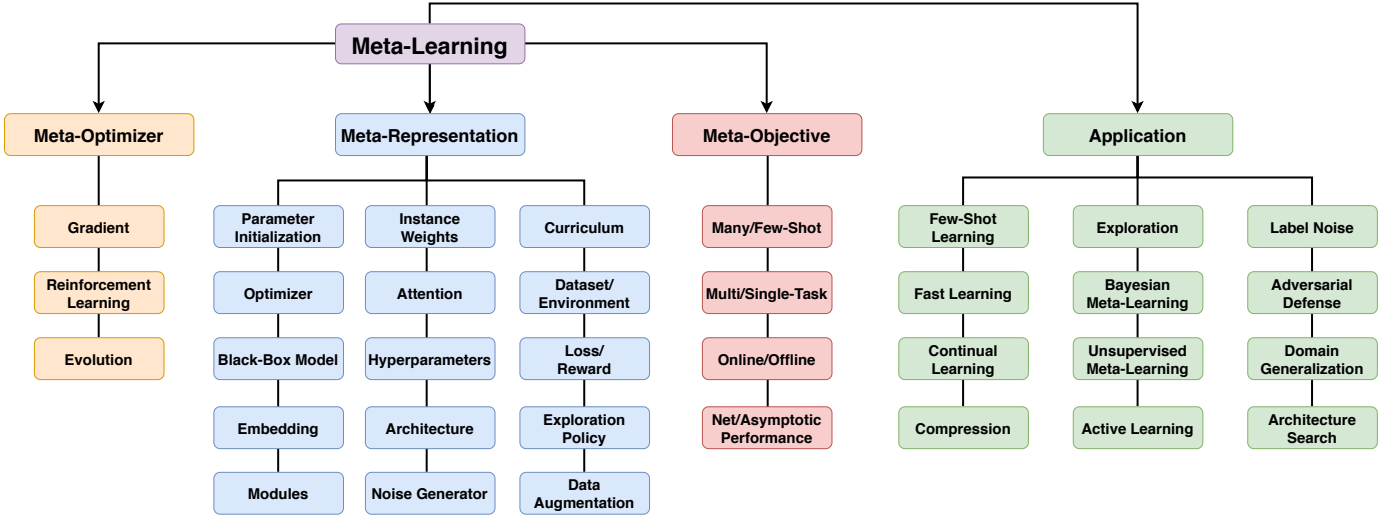 Meta-Learning
Meta-Optimizer
Meta-Representation
Meta-Objective
Application
Gradient
Reinforcement
Learning
Evolution
Parameter
Initialization
Optimizer
Black-Box Model
Embedding
Modules
Instance
Weights
Attention
Hyperparameters
Architecture
Noise Generator
Curriculum
Dataset/
Environment
Loss/
Reward
Exploration
Policy
Data
Augmentation
Many/Few-Shot
Multi/Single-Task
Online/Offline
Net/Asymptotic
Performance
Few-Shot
Learning
Fast Learning
Continual
Learning
Compression
Exploration
Bayesian
Meta-Learning
Unsupervised
Meta-Learning
Active Learning
Label Noise
Adversarial
Defense
Domain
Generalization
Architecture
Search